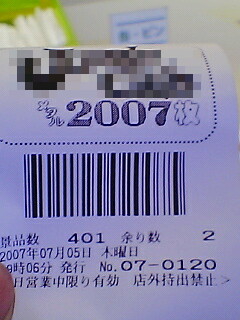 メタル 2007枚
景品数 401 余り数 2
2007年07月05日 木曜日
9時06分 発行 No.07-0120
日営業中限り有効 店外持出禁止>